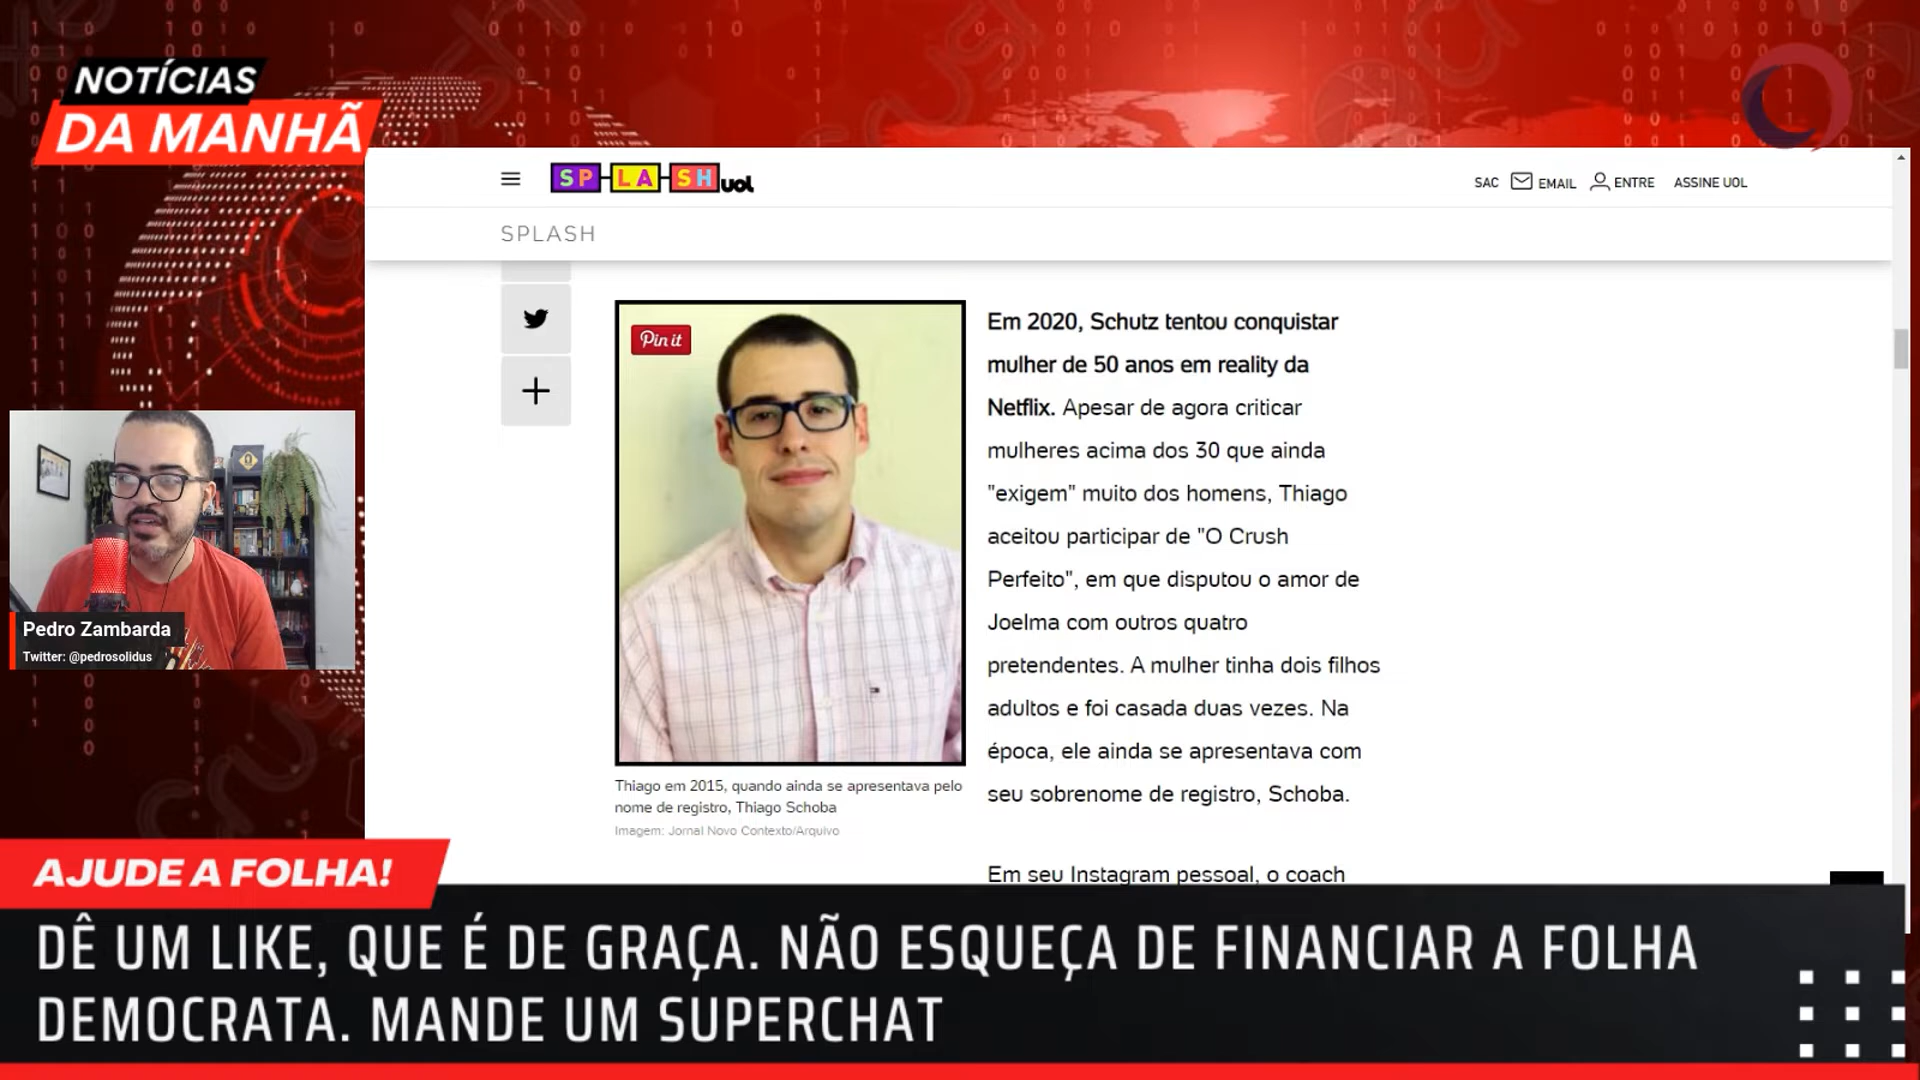 NOTÍCIAS
DA MANHÃ
SPLASH uol
SAC EMAIL ENTRE ASSINE UOL
SPLASH
Pin it
Em 2020, Schutz tentou conquistar
mulher de 50 anos em reality da
Netflix. Apesar de agora criticar
mulheres acima dos 30 que ainda
"exigem" muito dos homens, Thiago
aceitou participar de "O Crush
Perfeito", em que disputou o amor de
Joelma com outros quatro
pretendentes. A mulher tinha dois filhos
adultos e foi casada duas vezes. Na
época, ele ainda se apresentava com
seu sobrenome de registro, Schoba.
Thiago em 2015, quando ainda se apresentava pelo
nome de registro, Thiago Schoba
Imagem: Jornal Novo Contexto/Arquivo
Em seu Instagram pessoal, o coach
Pedro Zambarda
Twitter: @pedrosolidus
AJUDE A FOLHA!
DÊ UM LIKE, QUE É DE GRAÇA. NÃO ESQUEÇA DE FINANCIAR A FOLHA
DEMOCRATA. MANDE UM SUPERCHAT